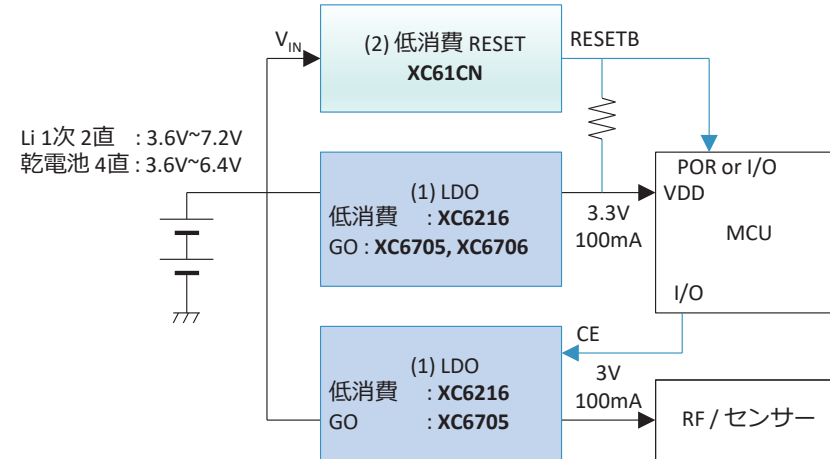 (2) 低消費 RESET
XC61CN
VIN
RESETB
Li 1次 2直 : 3.6V~7.2V
乾電池 4直 : 3.6V~6.4V
(1) LDO
低消費 : XC6216
GO : XC6705, XC6706
3.3V
100mA
POR or I/O
VDD
MCU
I/O
CE
(1) LDO
低消費 : XC6216
GO : XC6705
3V
100mA
RF / センサー